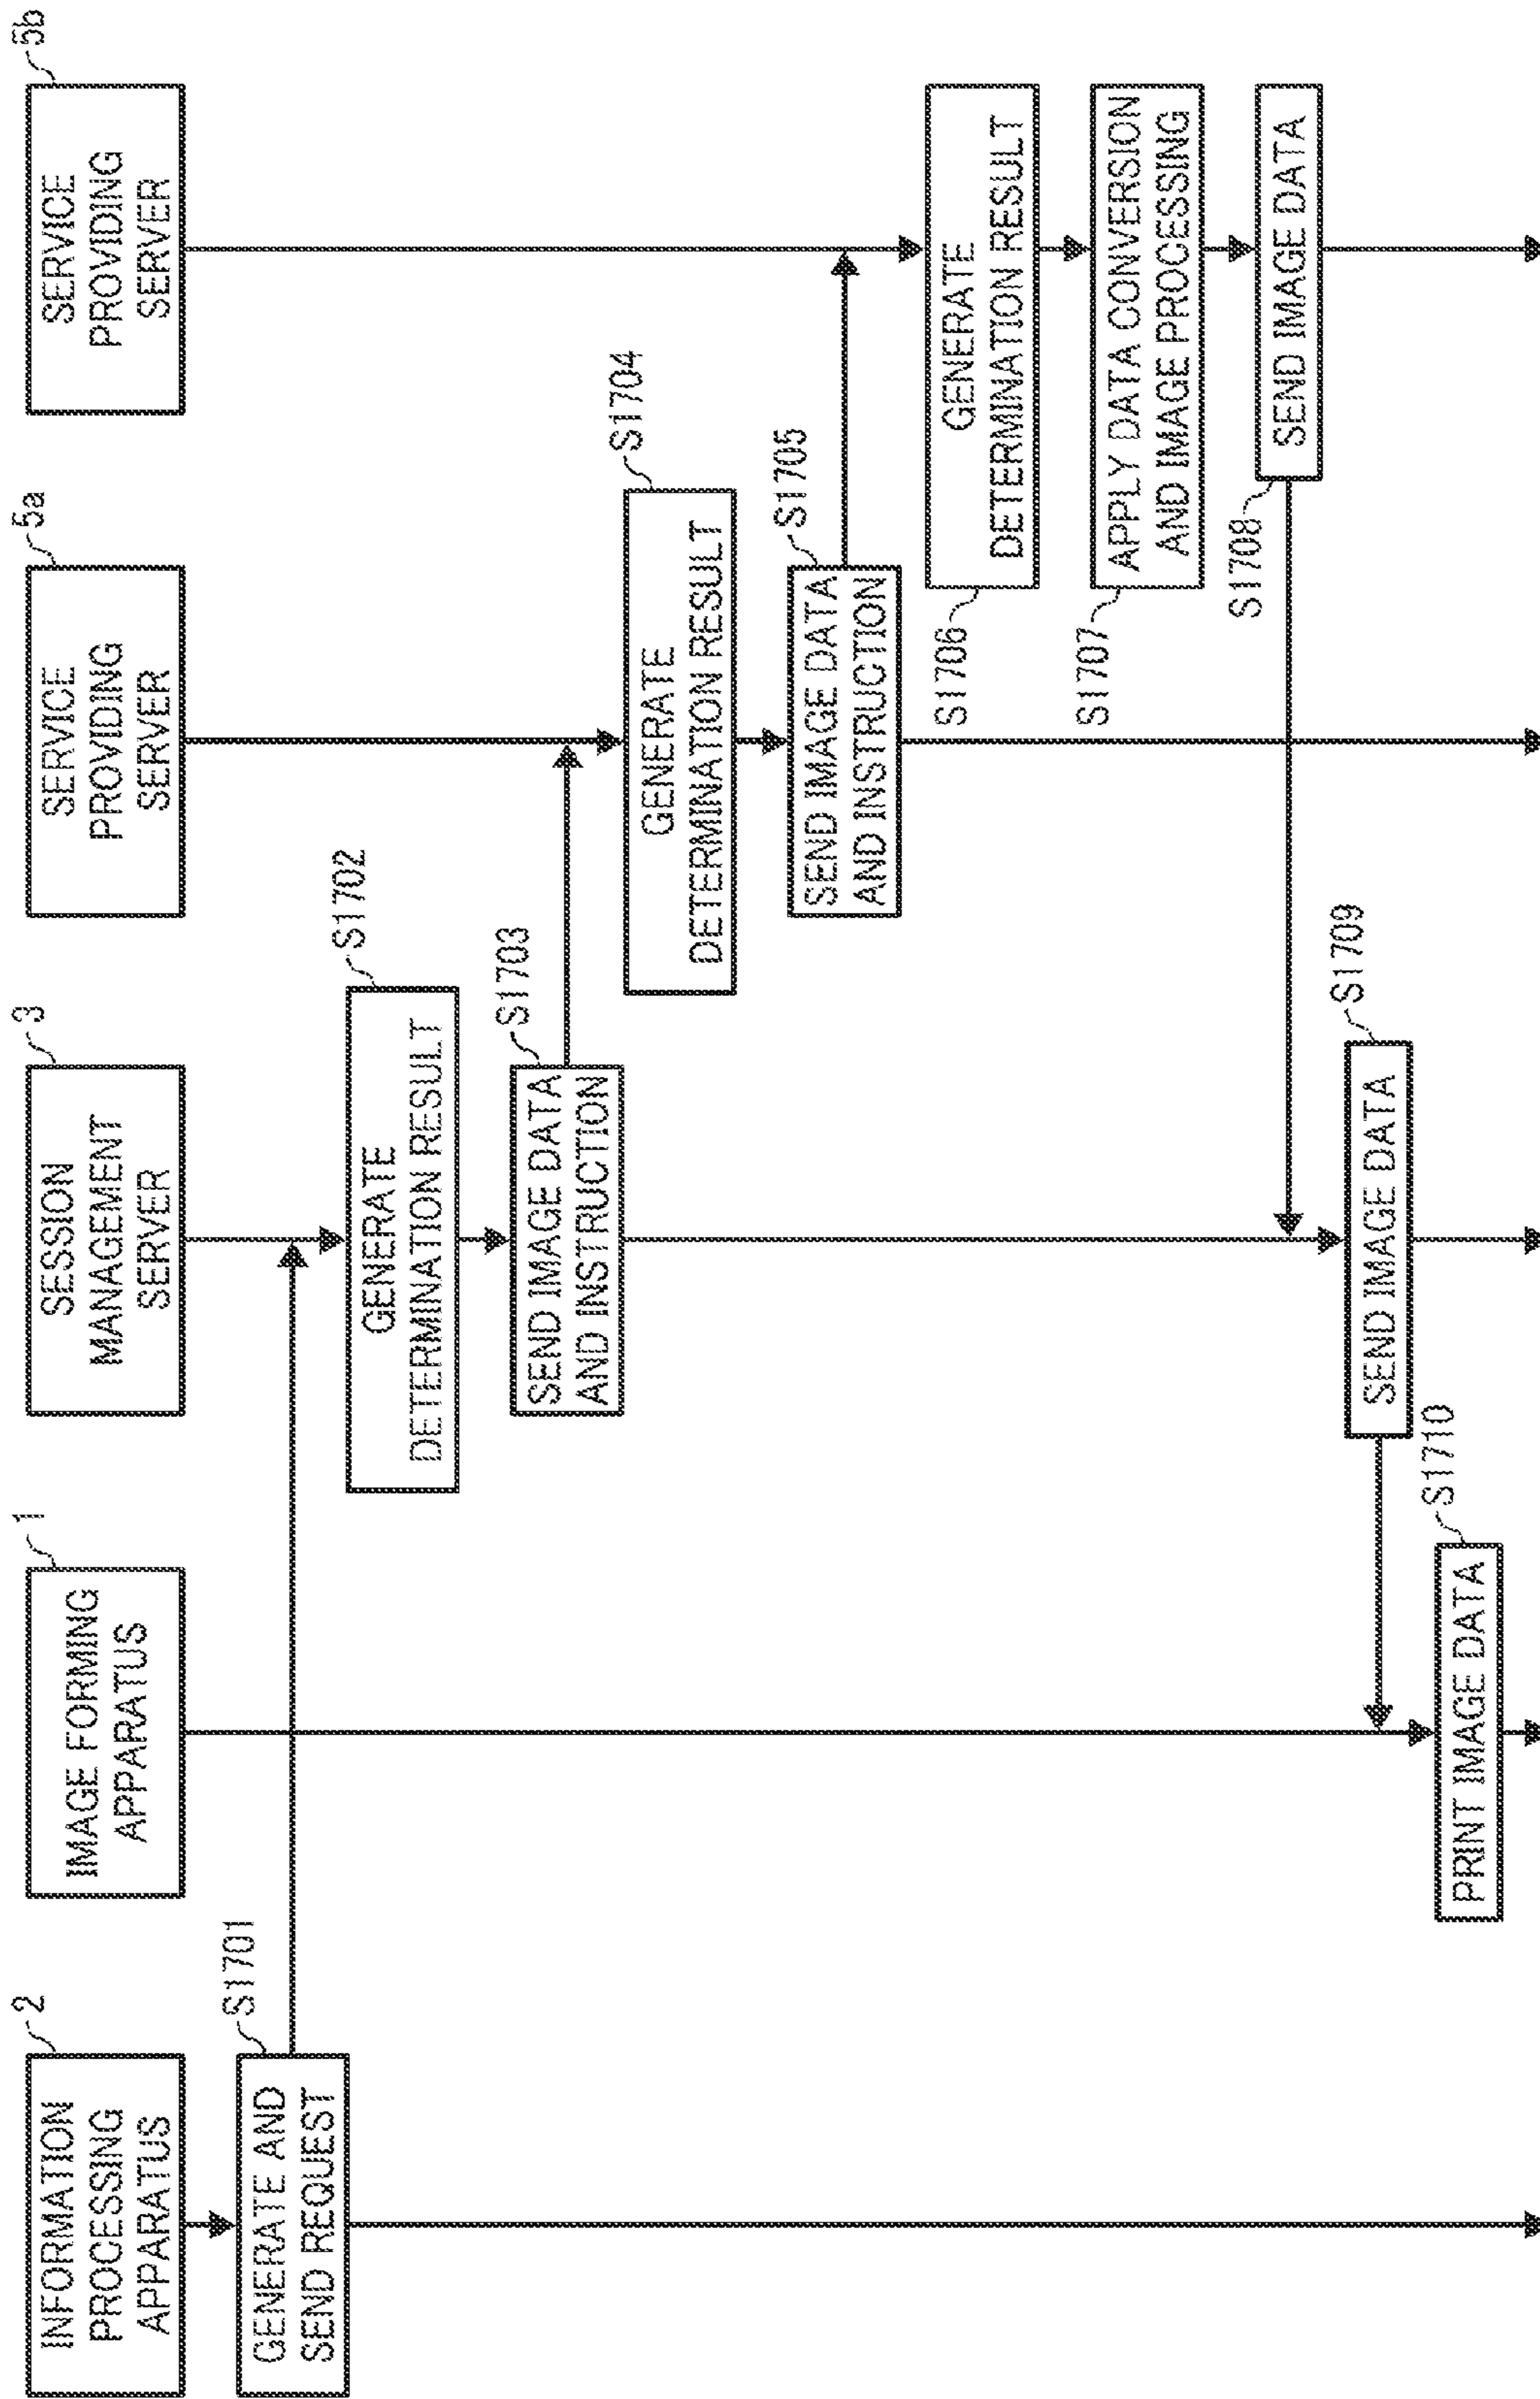 2
INFORMATION
PROCESSING
APPARATUS
1
IMAGE FORMING
APPARATUS
3
SESSION
MANAGEMENT
SERVER
5a
SERVICE
PROVIDING
SERVER
5b
SERVICE
PROVIDING
SERVER
S1701
GENERATE AND
SEND REQUEST
S1702
GENERATE
DETERMINATION RESULT
S1703
SEND IMAGE DATA
AND INSTRUCTION
S1704
GENERATE
DETERMINATION RESULT
S1705
SEND IMAGE DATA
AND INSTRUCTION
S1706
GENERATE
DETERMINATION RESULT
S1707
APPLY DATA CONVERSION
AND IMAGE PROCESSING
S1708
SEND IMAGE DATA
S1709
SEND IMAGE DATA
S1710
PRINT IMAGE DATA